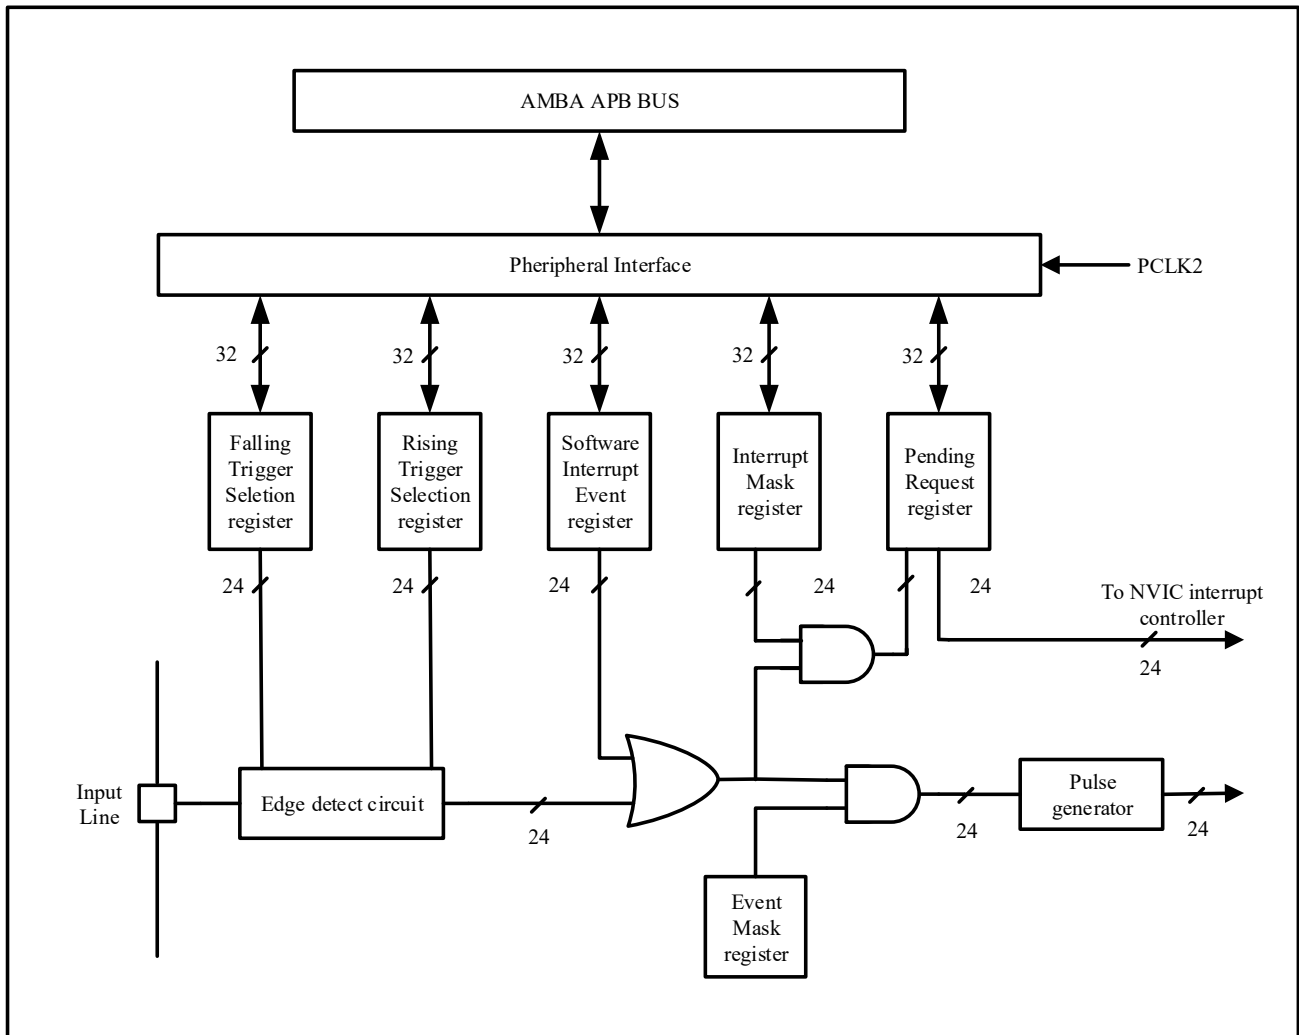 AMBA APB BUS
Pheripheral Interface
PCLK2
32
32
32
32
32
Falling
Trigger
Seletion
register
Rising
Trigger
Selection
register
Software
Interrupt
Event
register
Interrupt
Mask
register
Pending
Request
register
24
24
24
24
24
To NVIC interrupt
controller
24
Input
Line
Edge detect circuit
24
24
Pulse
generator
24
Event
Mask
register